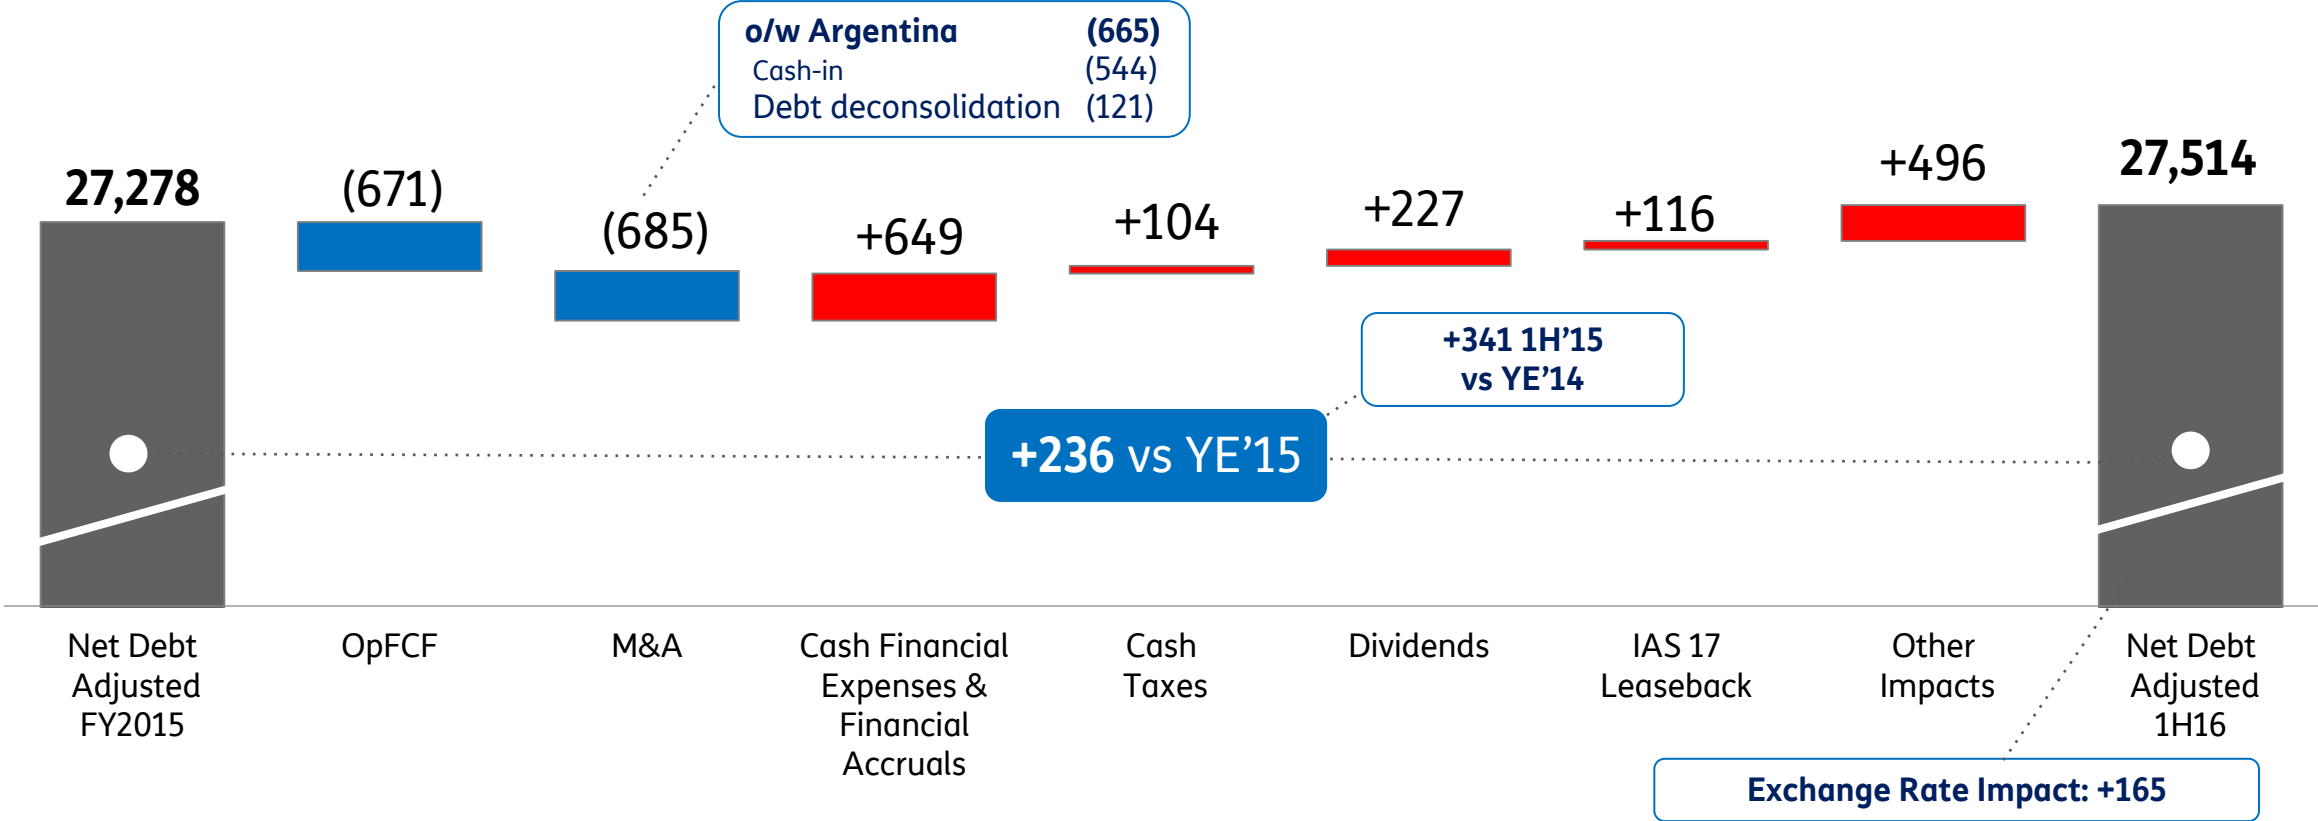 o/w Argentina (665)
Cash-in (544)
Debt deconsolidation (121)
27,278
(671)
(685)
+649
+104
+227
+116
+496
27,514
+341 1H’15
vs YE’14
+236 vs YE’15
Net Debt
Adjusted
FY2015
OpFCF
M&A
Cash Financial
Expenses &
Financial
Accruals
Cash
Taxes
Dividends
IAS 17
Leaseback
Other
Impacts
Net Debt
Adjusted
1H16
Exchange Rate Impact: +165